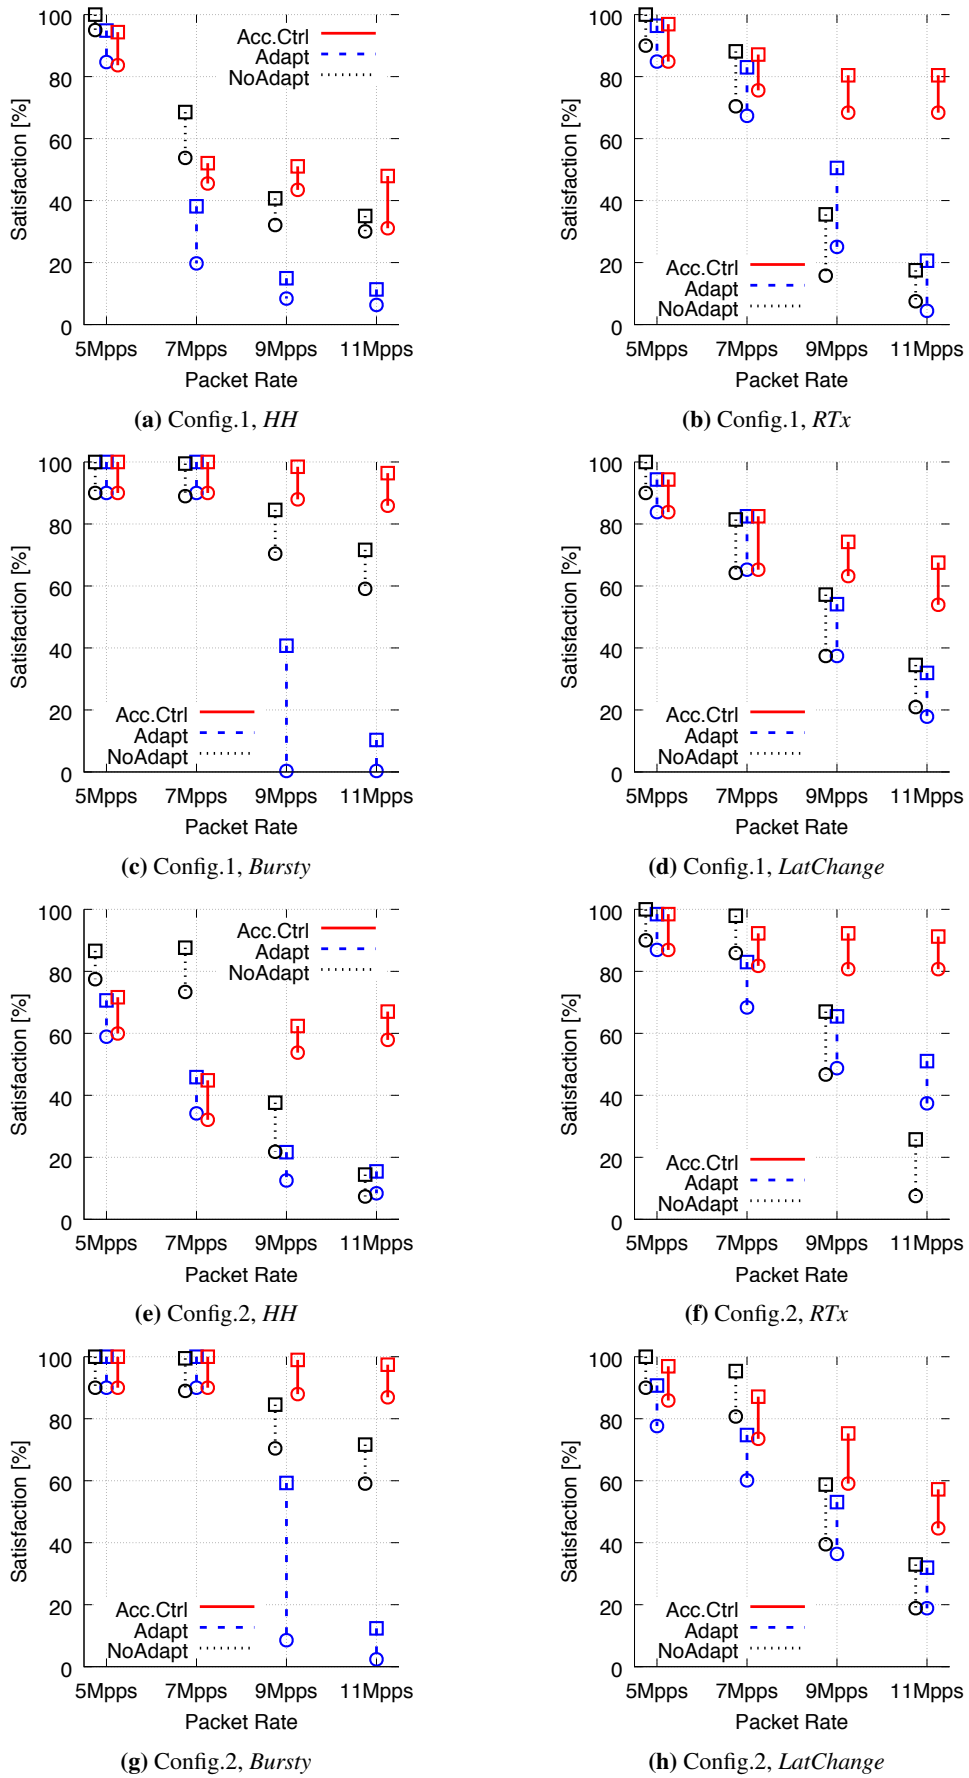 100
80
60
40
20
0
Satisfaction [%]
Acc.Ctrl
Adapt
NoAdapt
5Mpps 7Mpps 9Mpps 11Mpps
Packet Rate
(a) Config.1, HH
100
80
60
40
20
0
Satisfaction [%]
Acc.Ctrl
Adapt
NoAdapt
5Mpps 7Mpps 9Mpps 11Mpps
Packet Rate
(b) Config.1, RTx
100
80
60
40
20
0
Satisfaction [%]
Acc.Ctrl
Adapt
NoAdapt
5Mpps 7Mpps 9Mpps 11Mpps
Packet Rate
(c) Config.1, Bursty
100
80
60
40
20
0
Satisfaction [%]
Acc.Ctrl
Adapt
NoAdapt
5Mpps 7Mpps 9Mpps 11Mpps
Packet Rate
(d) Config.1, LatChange
100
80
60
40
20
0
Satisfaction [%]
Acc.Ctrl
Adapt
NoAdapt
5Mpps 7Mpps 9Mpps 11Mpps
Packet Rate
(e) Config.2, HH
100
80
60
40
20
0
Satisfaction [%]
Acc.Ctrl
Adapt
NoAdapt
5Mpps 7Mpps 9Mpps 11Mpps
Packet Rate
(f) Config.2, RTx
100
80
60
40
20
0
Satisfaction [%]
Acc.Ctrl
Adapt
NoAdapt
5Mpps 7Mpps 9Mpps 11Mpps
Packet Rate
(g) Config.2, Bursty
100
80
60
40
20
0
Satisfaction [%]
Acc.Ctrl
Adapt
NoAdapt
5Mpps 7Mpps 9Mpps 11Mpps
Packet Rate
(h) Config.2, LatChange